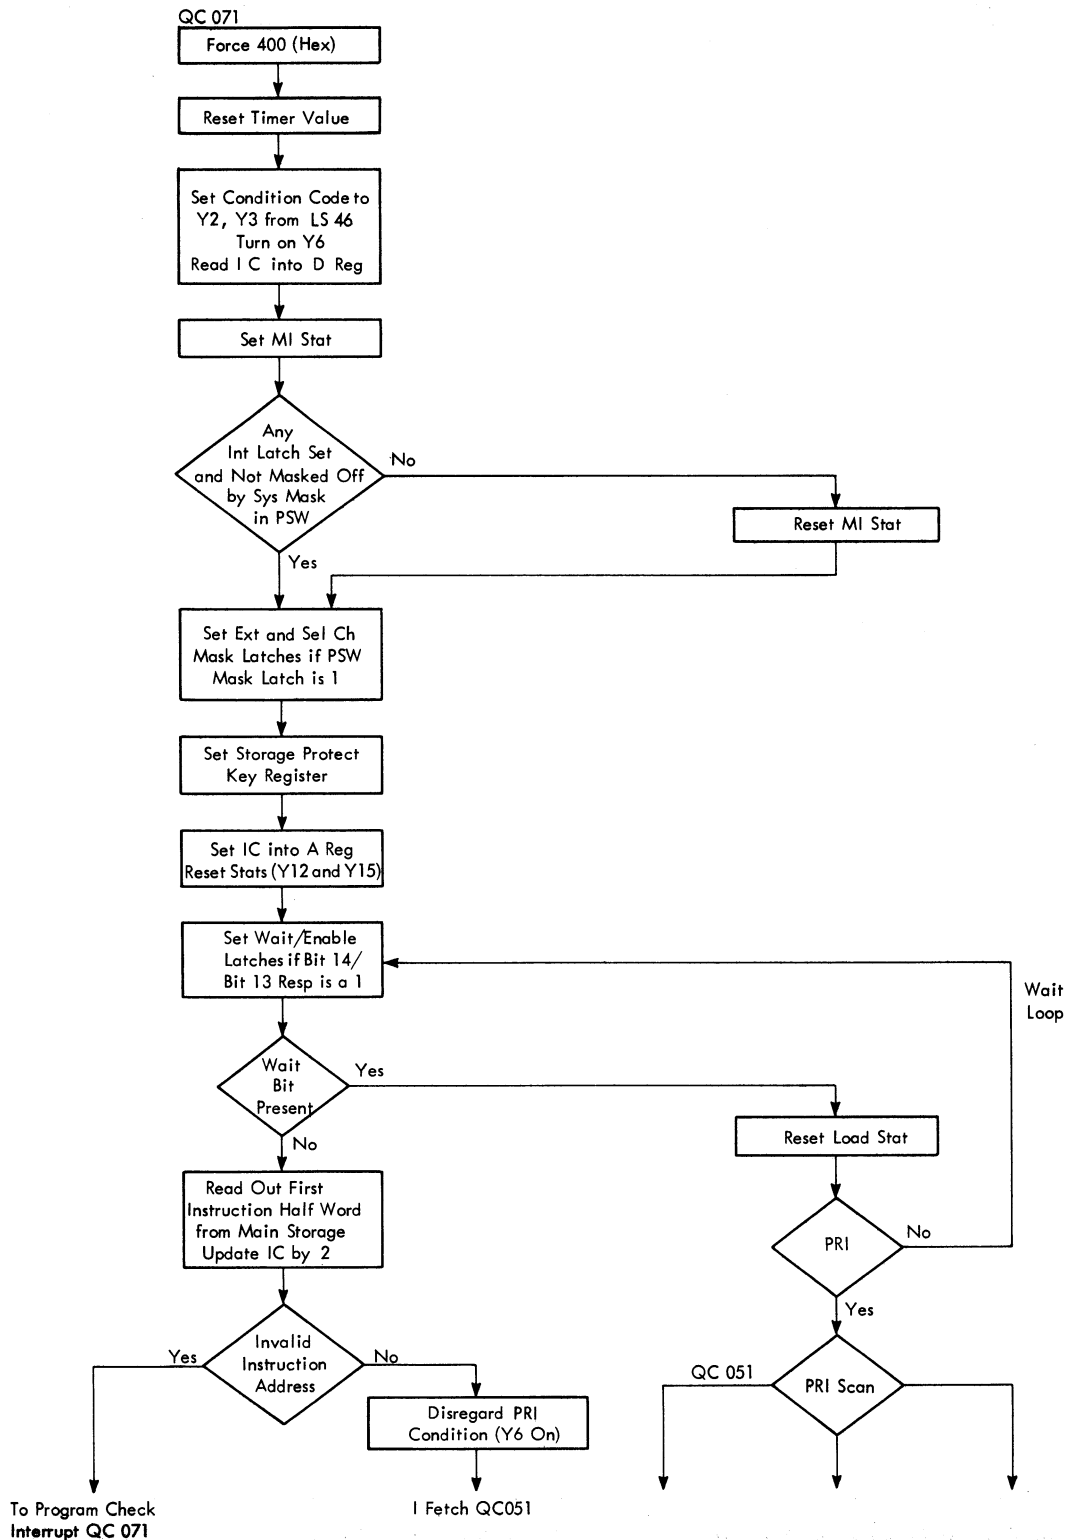 QC 071
Force 400 (Hex)
Reset Timer Value
Set Condition Code to
Y2, Y3 from LS 46
Turn on Y6
Read I C into D Reg
Set MI Stat
Any
Int Latch Set
and Not Masked Off
by Sys Mask
in PSW
No
Reset MI Stat
Yes
Set Ext and Sel Ch
Mask Latches if PSW
Mask Latch is 1
Set Storage Protect
Key Register
Set IC into A Reg
Reset Stats (Y12 and Y15)
Set Wait/Enable
Latches if Bit 14/
Bit 13 Resp is a 1
Wait
Loop
Wait
Bit
Present
Yes
No
Reset Load Stat
Read Out First
Instruction Half Word
from Main Storage
Update IC by 2
PRI
No
Yes
Invalid
Instruction
Address
Yes
No
QC 051
PRI Scan
Disregard PRI
Condition (Y6 On)
To Program Check
Interrupt QC 071
I Fetch QC051